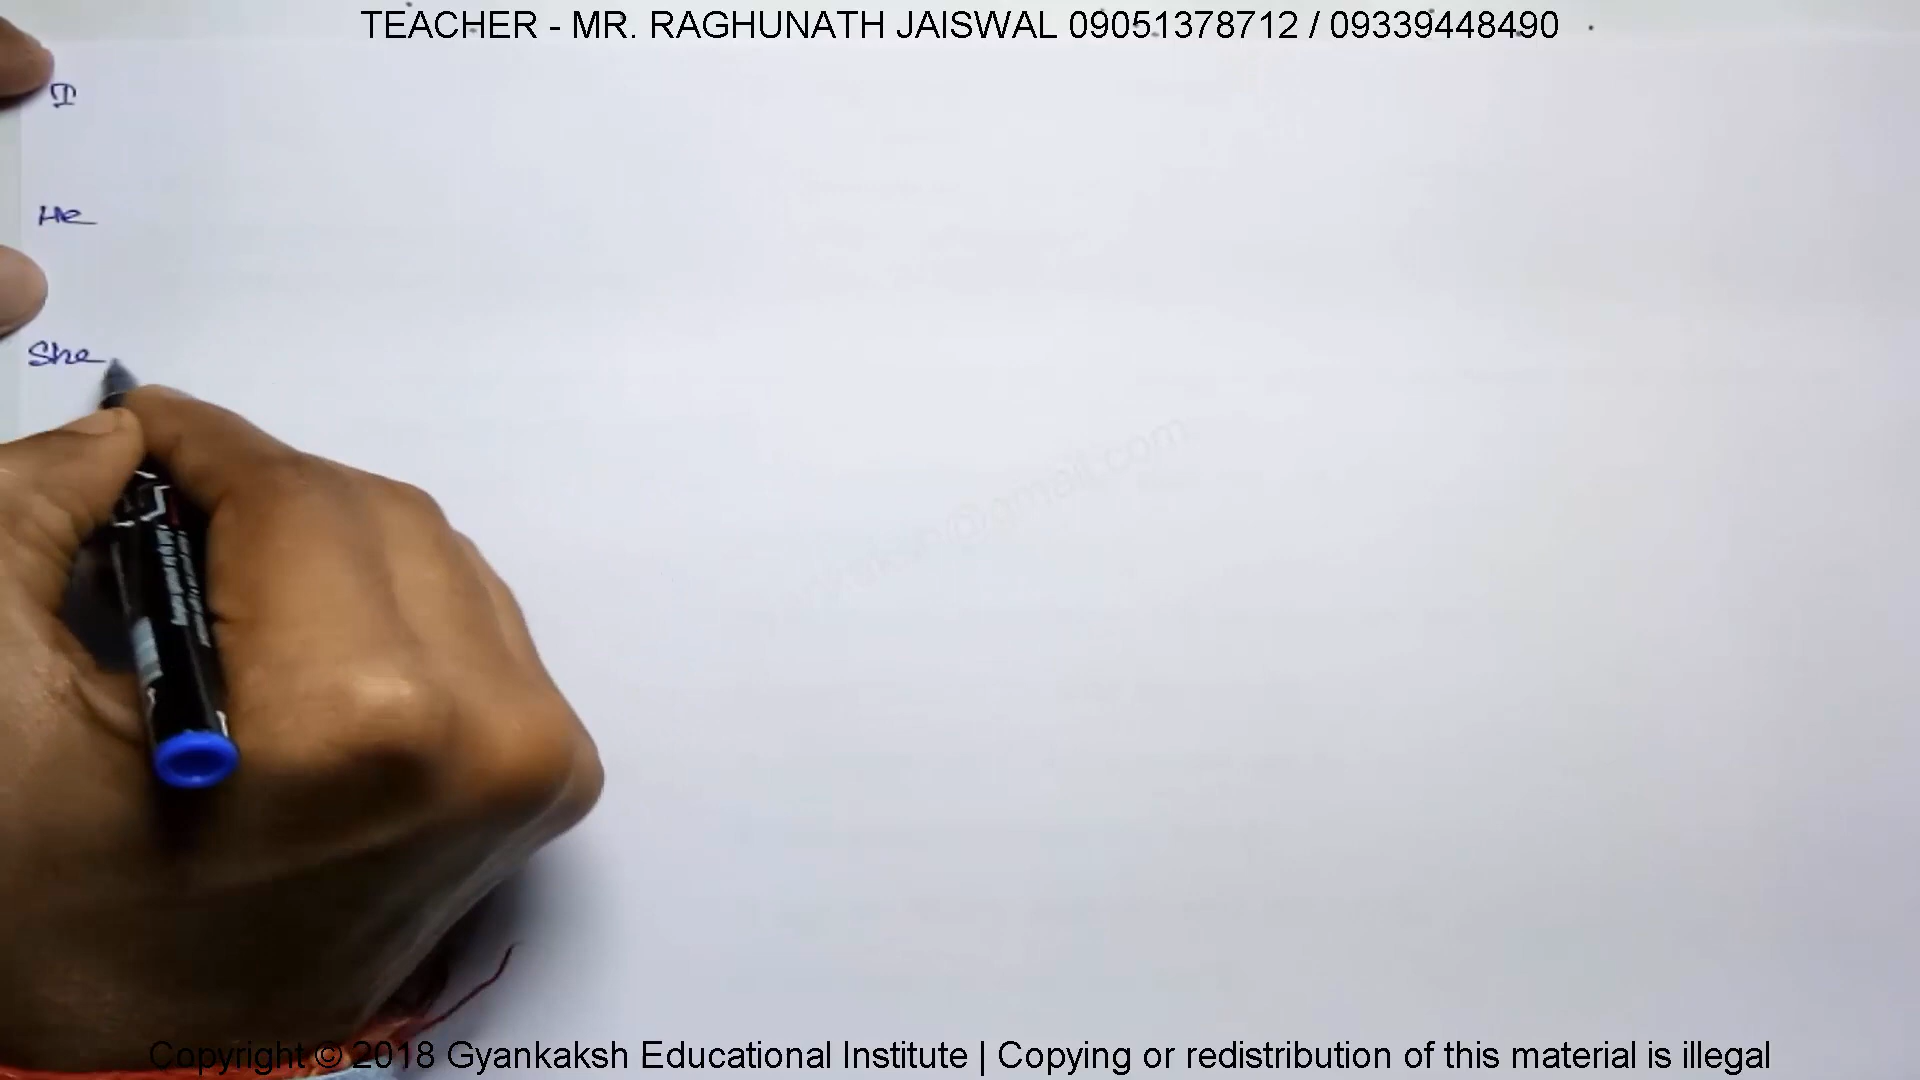 TEACHER - MR. RAGHUNATH JAISWAL 09051378712 / 09339448490
I
He
She
Copyright © 2018 Gyankaksh Educational Institute | Copying or redistribution of this material is illegal